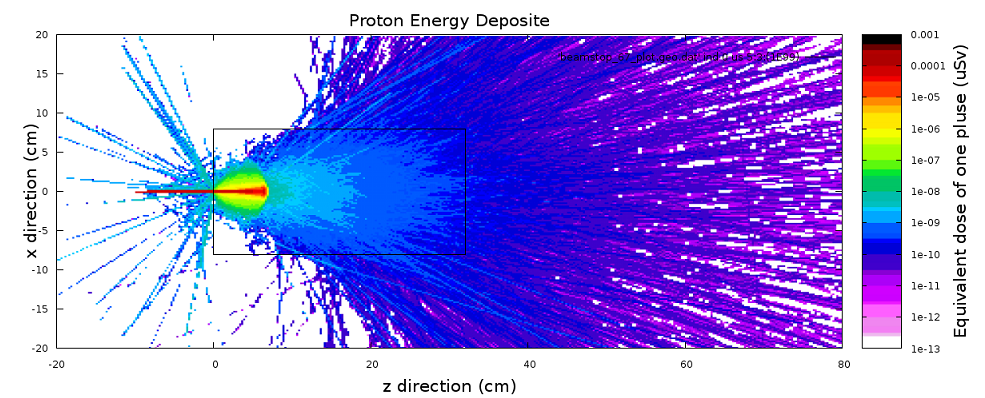 Proton Energy Deposite
20
15
10
5
0
-5
-10
-15
-20
x direction (cm)
-20
0
20
40
60
80
z direction (cm)
0.001
0.0001
1e-05
1e-06
1e-07
1e-08
1e-09
1e-10
1e-11
1e-12
1e-13
Equivalent dose of one pluse (uSv)